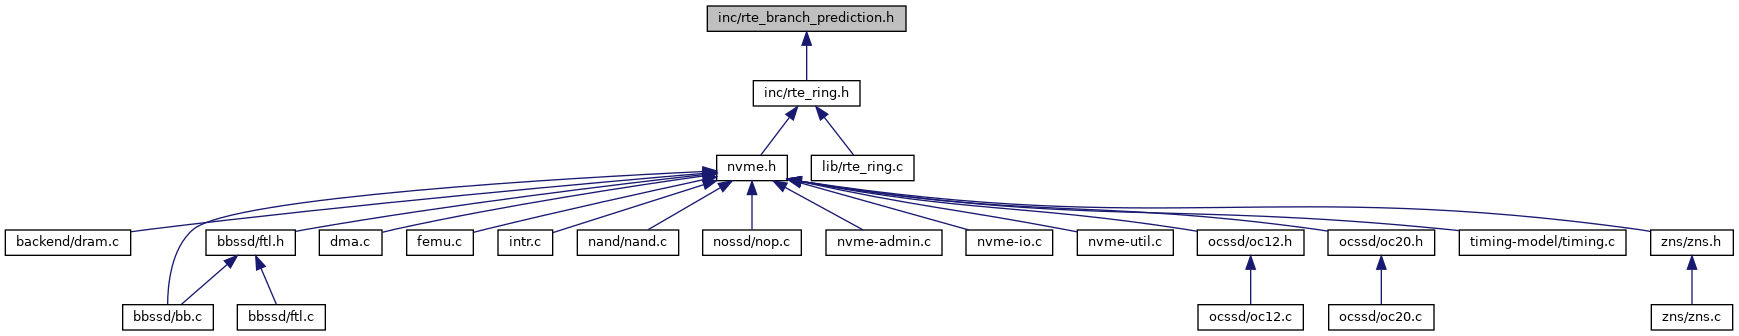 inc/rte_branch_prediction.h
inc/rte_ring.h
nvme.h
lib/rte_ring.c
backend/dram.c
bbssd/ftl.h
dma.c
femu.c
intr.c
nand/nand.c
nossd/nop.c
nvme-admin.c
nvme-io.c
nvme-util.c
ocssd/oc12.h
ocssd/oc20.h
timing-model/timing.c
zns/zns.h
bbssd/bb.c
bbssd/ftl.c
ocssd/oc12.c
ocssd/oc20.c
zns/zns.c